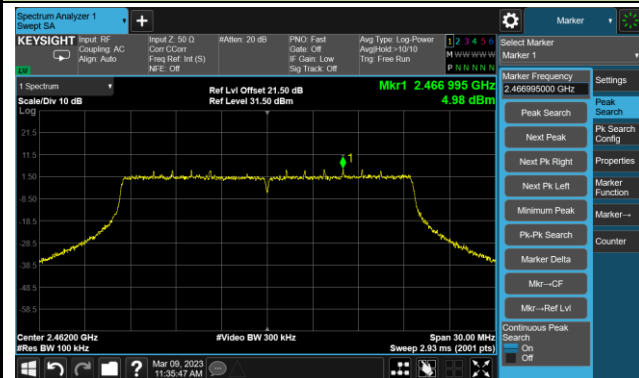 Spectrum Analyzer 1
Swept SA
+
Marker
KEYSIGHT
Input: RF
Coupling: AC
Align: Auto
Input Z: 50 Ω
Corr CCorr
Freq Ref: Int (S)
NFE: Off
#Atten: 20 dB
PNO: Fast
Gate: Off
IF Gain: Low
Sig Track: Off
Avg Type: Log-Power
Avg|Hold:>10/10
Trig: Free Run
1 2 3 4 5 6
M W W W W W
P N N N N N
LXI
Select Marker
Marker 1
1 Spectrum
Scale/Div 10 dB
Log
Ref Lvl Offset 21.50 dB
Ref Level 31.50 dBm
Mkr1 2.466 995 GHz
4.98 dBm
21.5
11.5
1.50
-8.50
-18.5
-28.5
-38.5
-48.5
-58.5
1
Center 2.46200 GHz
#Res BW 100 kHz
#Video BW 300 kHz
Span 30.00 MHz
Sweep 2.93 ms (2001 pts)
Marker Frequency
2.466995000 GHz
Peak Search
Next Peak
Next Pk Right
Next Pk Left
Minimum Peak
Pk-Pk Search
Marker Delta
Mkr→CF
Mkr→Ref Lvl
Continuous Peak
Search
On
Off
Settings
Peak
Search
Pk Search
Config
Properties
Marker
Function
Marker→
Counter
?
Mar 09, 2023
11:35:47 AM